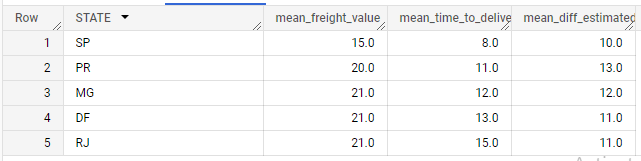 Row STATE mean_freight_value mean_time_to_delive mean_diff_estimated
1 SP 15.0 8.0 10.0
2 PR 20.0 11.0 13.0
3 MG 21.0 12.0 12.0
4 DF 21.0 13.0 11.0
5 RJ 21.0 15.0 11.0